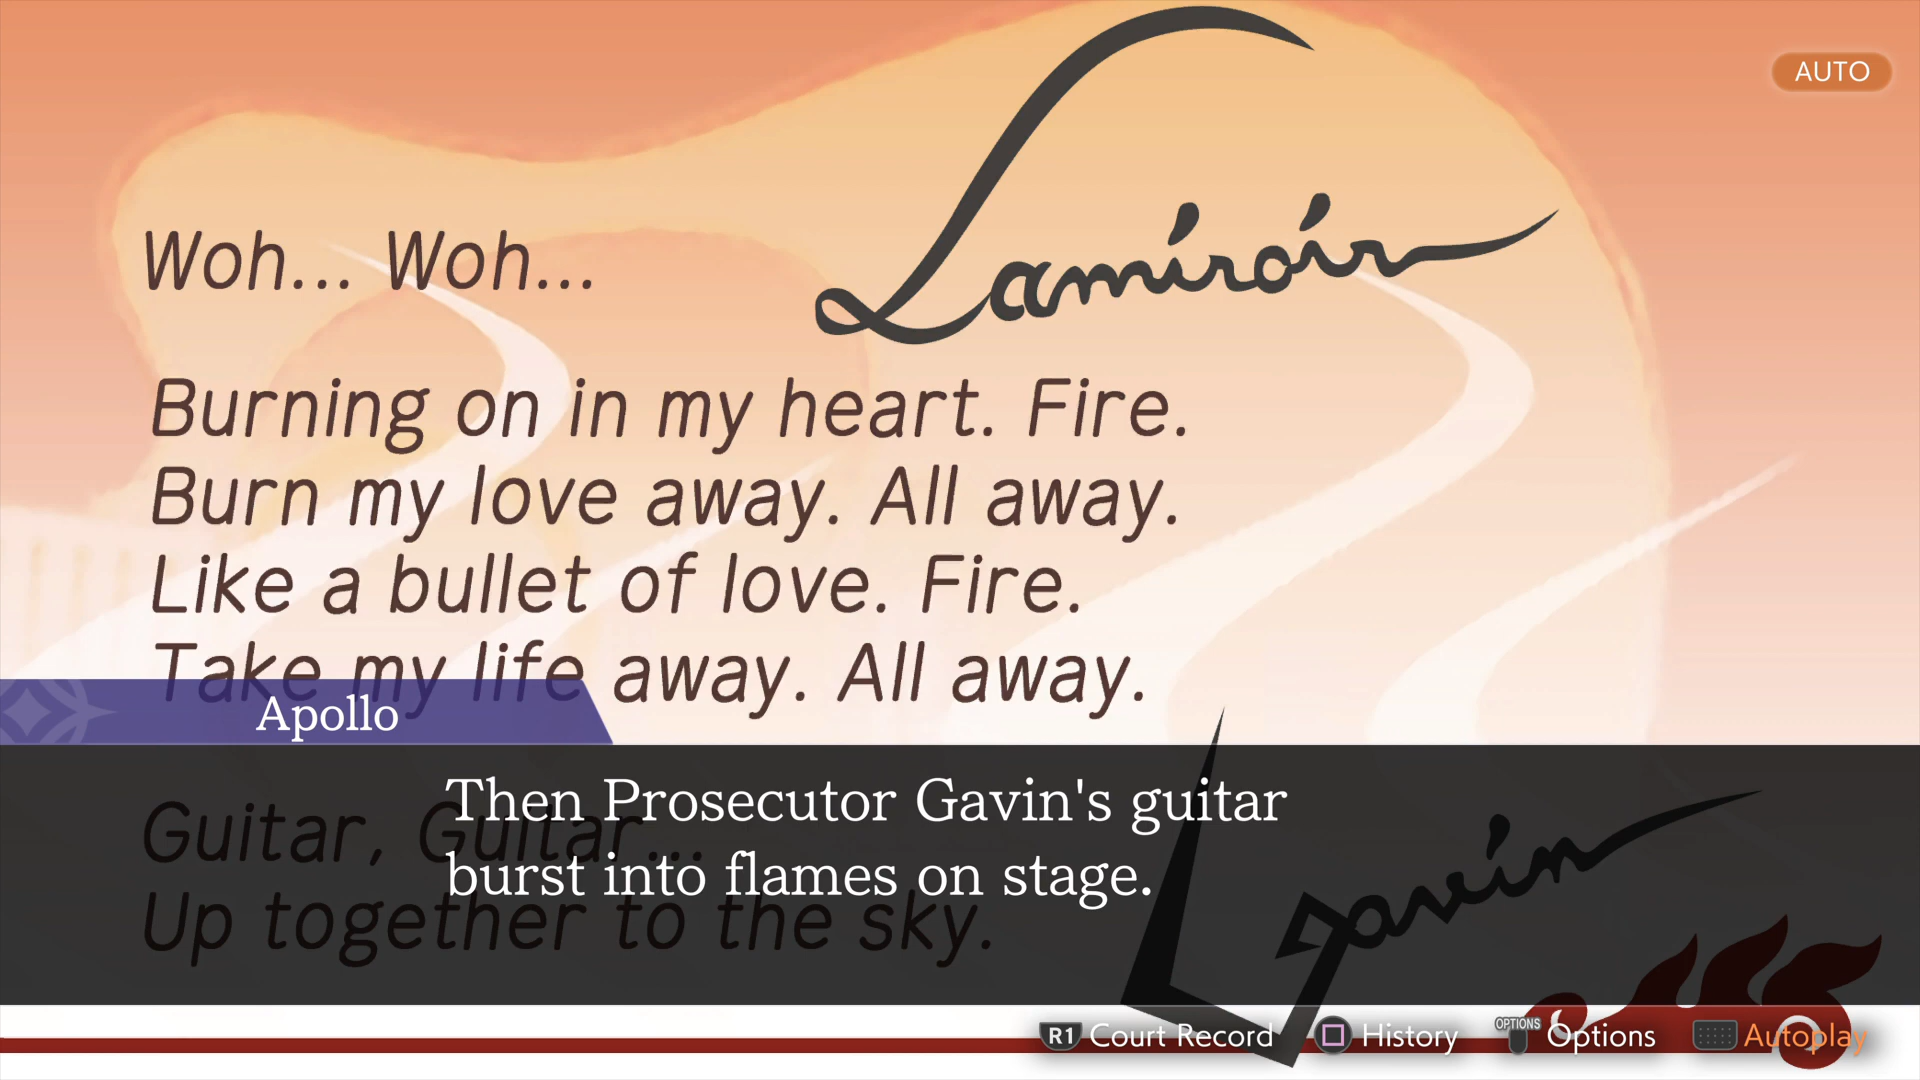 AUTO
Lamiroir
Woh... Woh...
Burning on in my heart. Fire.
Burn my love away. All away.
Like a bullet of love. Fire.
Take my life away. All away.
Apollo
Then Prosecutor Gavin's guitar
burst into flames on stage.
Guitar, Guitar...
Up together to the sky.
Gavin
R1 Court Record
History
OPTIONS Options
Autoplay